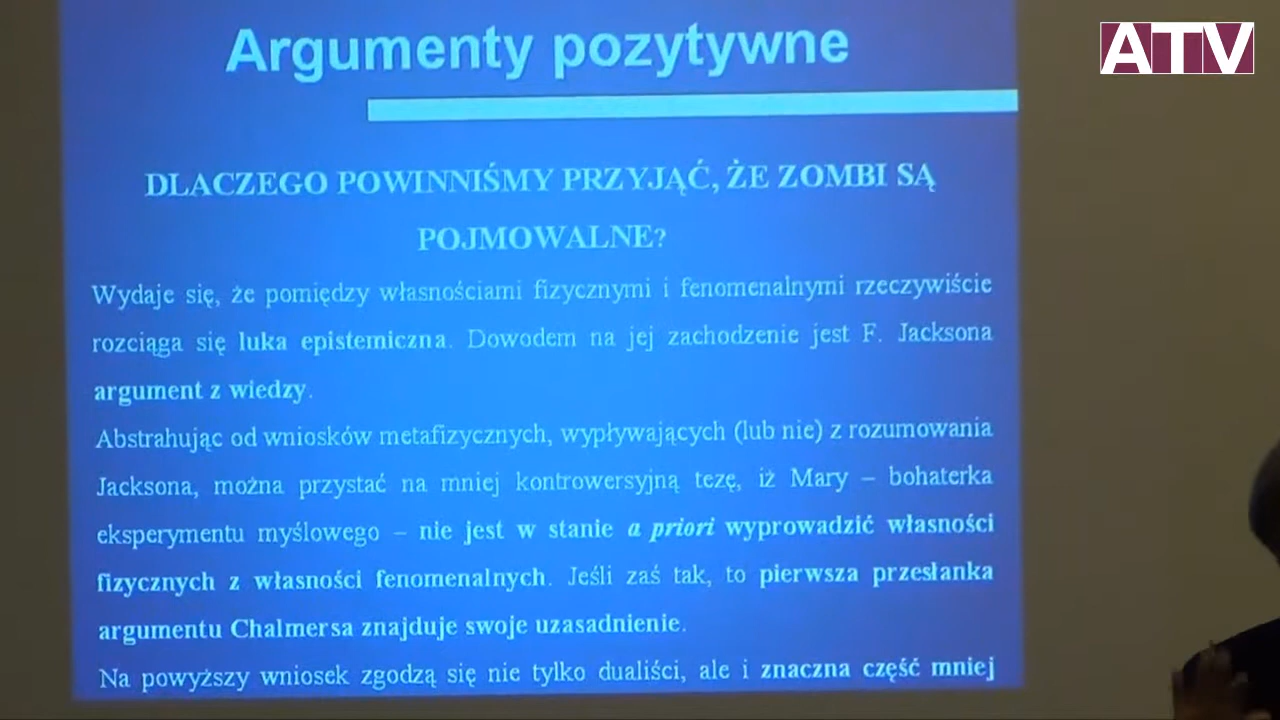 ATV
Argumenty pozytywne
DLACZEGO POWINNIŚMY PRZYJĄĆ, ŻE ZOMBI SĄ
POJMOWALNE?
Wydaje się, że pomiędzy własnościami fizycznymi i fenomenalnymi rzeczywiście
rozciąga się luka epistemiczna. Dowodem na jej zachodzenie jest F. Jacksona
argument z wiedzy.
Abstrahując od wniosków metafizycznych, wypływających (lub nie) z rozumowania
Jacksona, można przystać na mniej kontrowersyjną tezę, iż Mary – bohaterka
eksperymentu myślowego – nie jest w stanie a priori wyprowadzić własności
fizycznych z własności fenomenalnych. Jeśli zaś tak, to pierwsza przesłanka
argumentu Chalmersa znajduje swoje uzasadnienie.
Na powyższy wniosek zgodzą się nie tylko dualiści, ale i znaczna część mniej